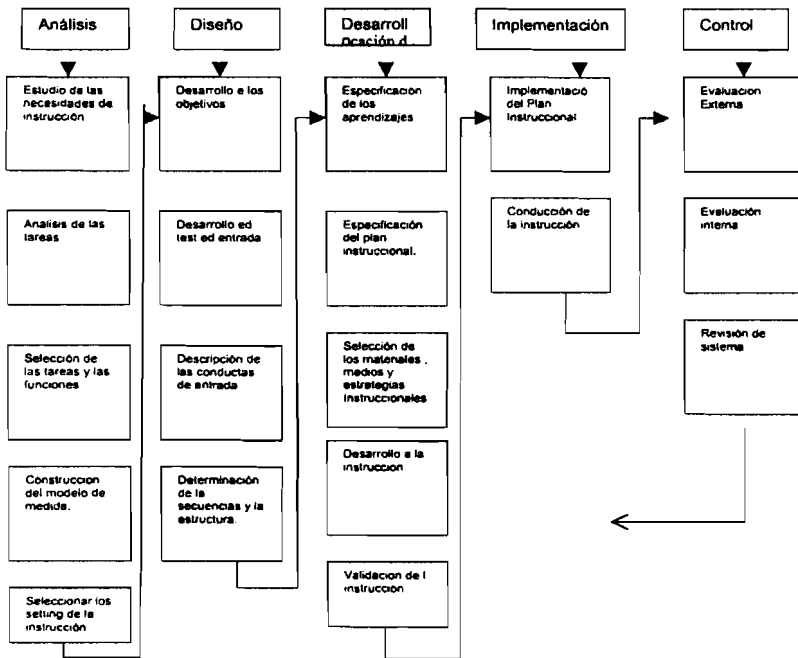 Análisis
Estudio de las
necesidades de
instrucción
Análisis de las
tareas
Selección de
las tareas y las
funciones
Construccion
del modelo de
medida.
Seleccionar los
setting de la
instrucción
Diseño
Desarrollo e los
objetivos
Desarrollo ed
test ed entrada
Descripción de
las conductas
de entrada
Determinación
de la
secuencias y la
estructura.
Desarroll
ocación d
Especificación
de los
aprendizajes
Especificación
del plan
instruccional.
Selección de
los materiales ,
medios y
estrategias
Instruccionales
Desarrollo a la
instrucción
Validacion de l
instrucción
Implementación
Implementació
del Plan
Instruccional
Conducción de
la instrucción
Control
Evaluacion
Externa
Evaluación
interna
Revisión de
sistema